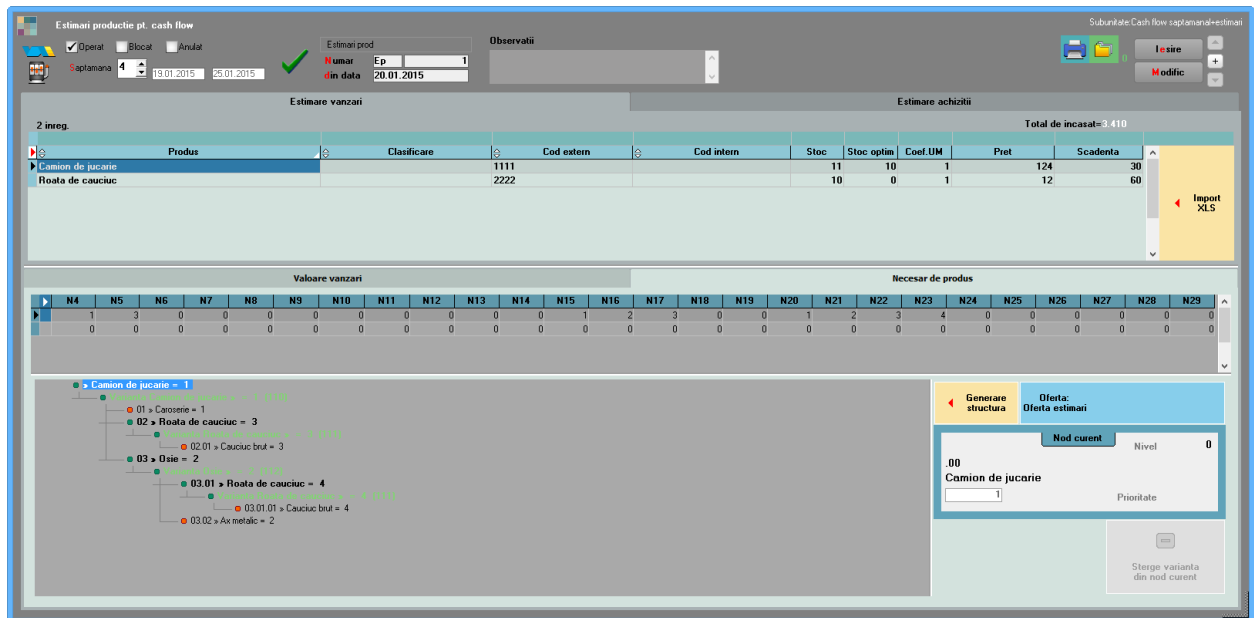 Estimari productie pt. cash flow
Subunitate:Cash flow saptamanal+estimari
Operat Blocat Anulat
Saptamana 4 19.01.2015 25.01.2015
Estimari prod
Numar Ep 1
din data 20.01.2015
Observatii
0
Iesire
Modific
Estimare vanzari Estimare achizitii
2 inreg. Total de incasat=3.410
Produs Clasificare Cod extern Cod intern Stoc Stoc optim Coef.UM Pret Scadenta
Camion de jucarie 1111 11 10 1 124 30
Roata de cauciuc 2222 10 0 1 12 60
Import
XLS
Valoare vanzari Necesar de produs
N4 N5 N6 N7 N8 N9 N10 N11 N12 N13 N14 N15 N16 N17 N18 N19 N20 N21 N22 N23 N24 N25 N26 N27 N28 N29
1 3 0 0 0 0 0 0 0 0 0 1 2 3 0 0 1 2 3 4 0 0 0 0 0 0
0 0 0 0 0 0 0 0 0 0 0 0 0 0 0 0 0 0 0 0 0 0 0 0 0 0
» Camion de jucarie = 1
01 » Caroserie = 1
02 » Roata de cauciuc = 3
02.01 » Cauciuc brut = 3
03 » Osie = 2
03.01 » Roata de cauciuc = 4
03.01.01 » Cauciuc brut = 4
03.02 » Ax metalic = 2
Generare
structura
Oferta:
Oferta estimari
Nod curent
Nivel 0
.00
Camion de jucarie
1 Prioritate
Sterge varianta
din nod curent